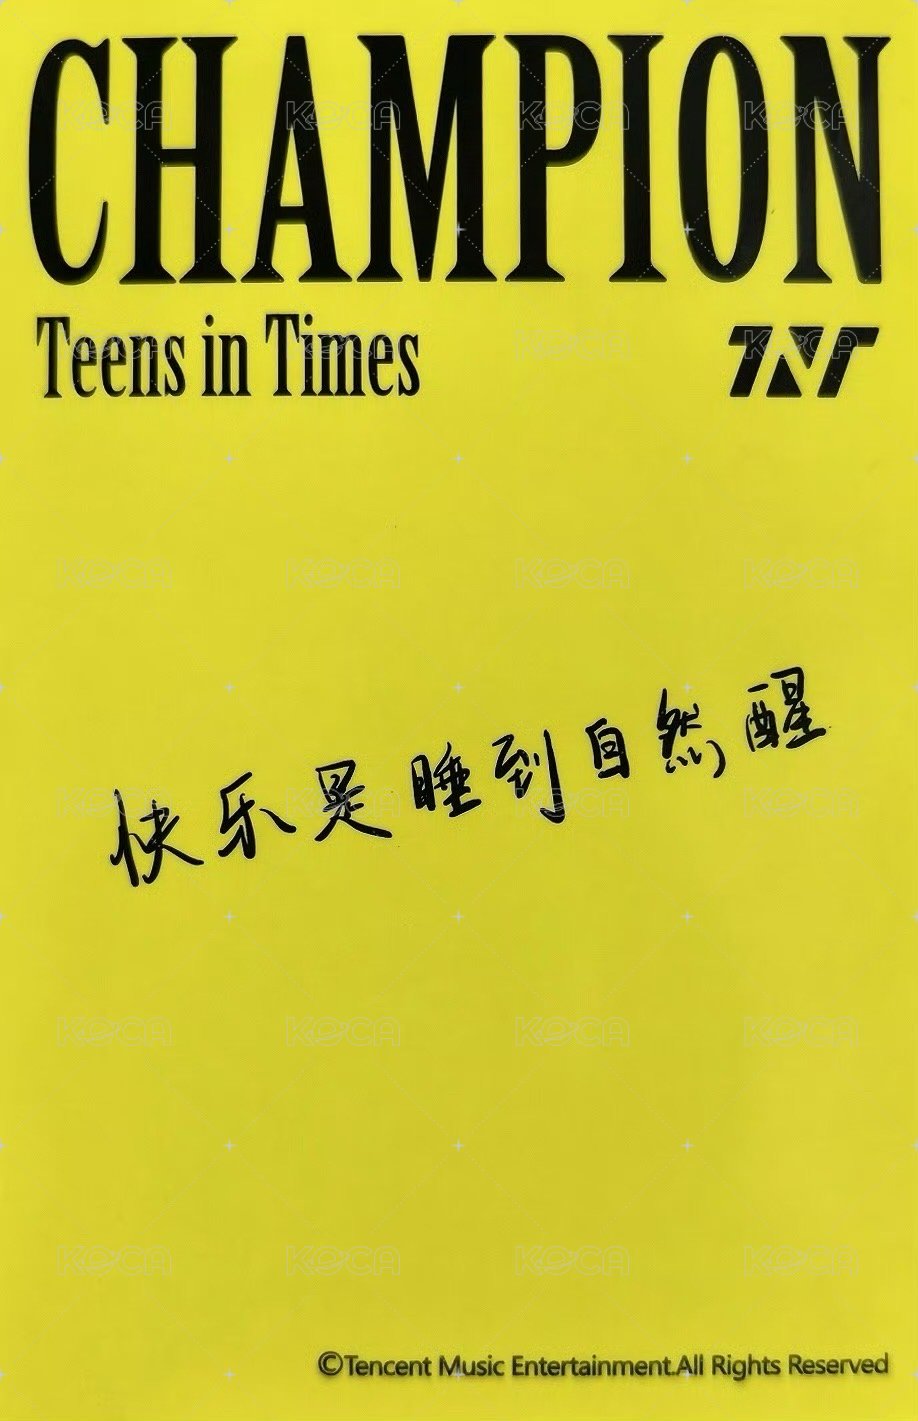 CHAMPION
Teens in Times
TNT
快乐是睡到自然醒
©Tencent Music Entertainment.All Rights Reserved
KOCA